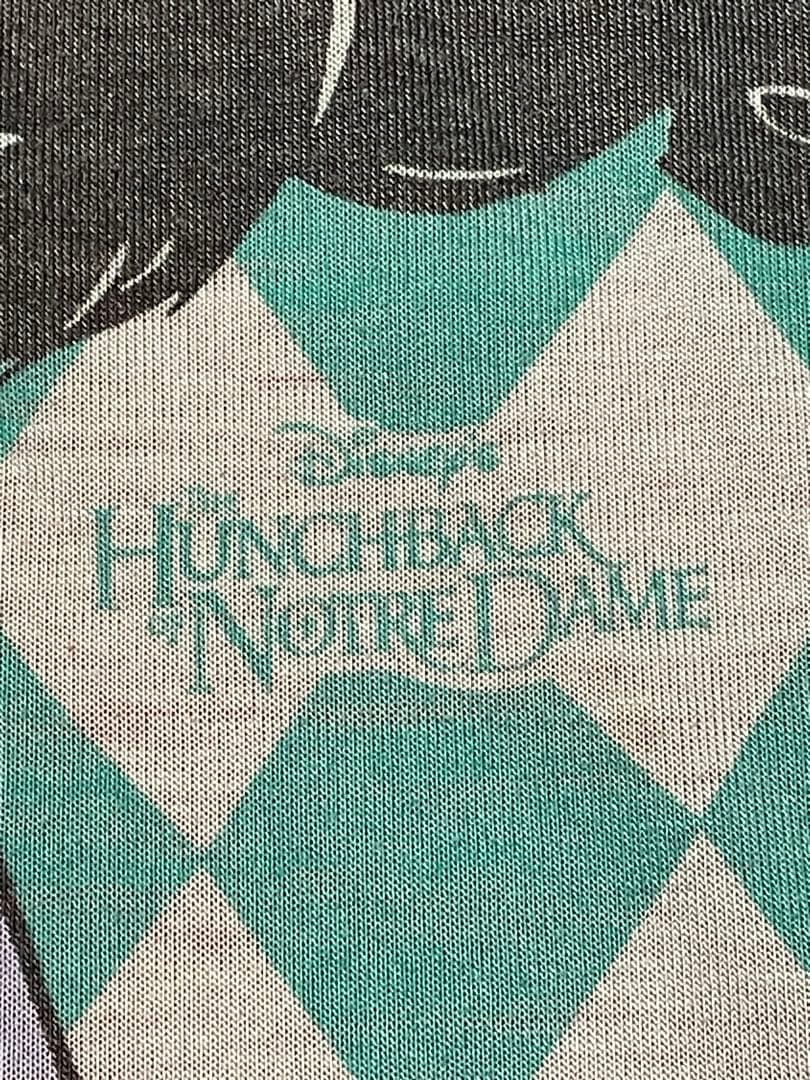 Disney's
THE
HUNCHBACK
OF NOTRE DAME